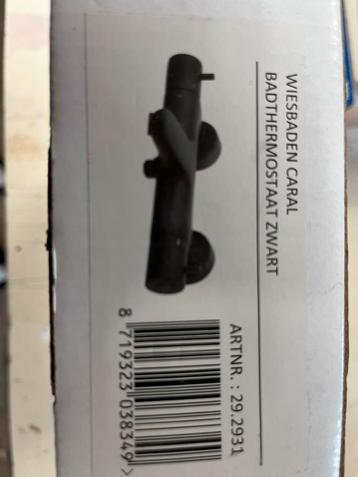 WIESBADEN CARAL
BADTHERMOSTAAT ZWART
ARTNR. : 29.2931
8 719323 038349 >